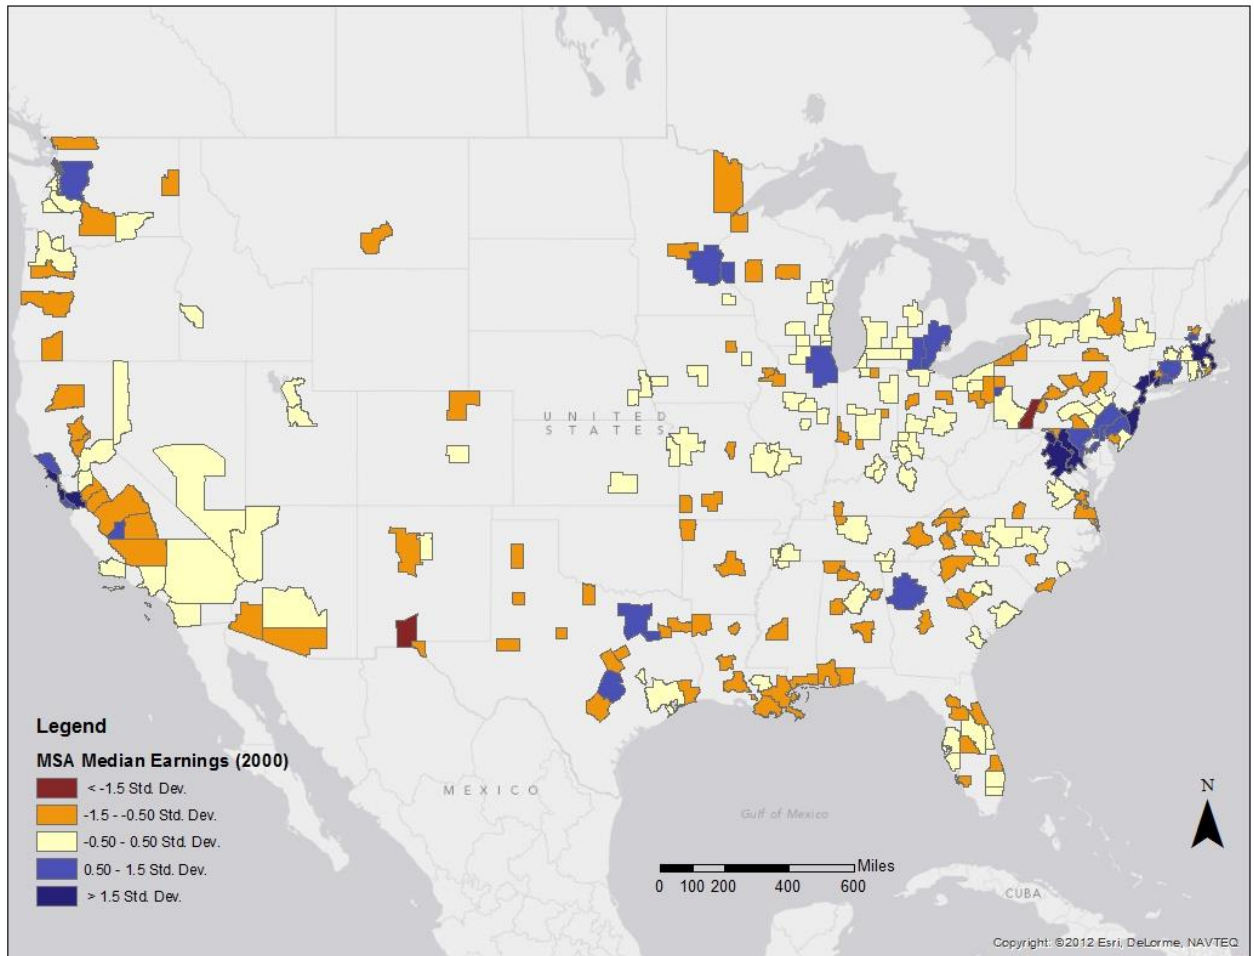 UNITED
STATES
Legend
MSA Median Earnings (2000)
< -1.5 Std. Dev.
-1.5 - -0.50 Std. Dev.
-0.50 - 0.50 Std. Dev.
0.50 - 1.5 Std. Dev.
> 1.5 Std. Dev.
MEXICO
Gulf of Mexico
N
Miles
0 100 200 400 600
CUBA
Copyright: ©2012 Esri, DeLorme, NAVTEQ